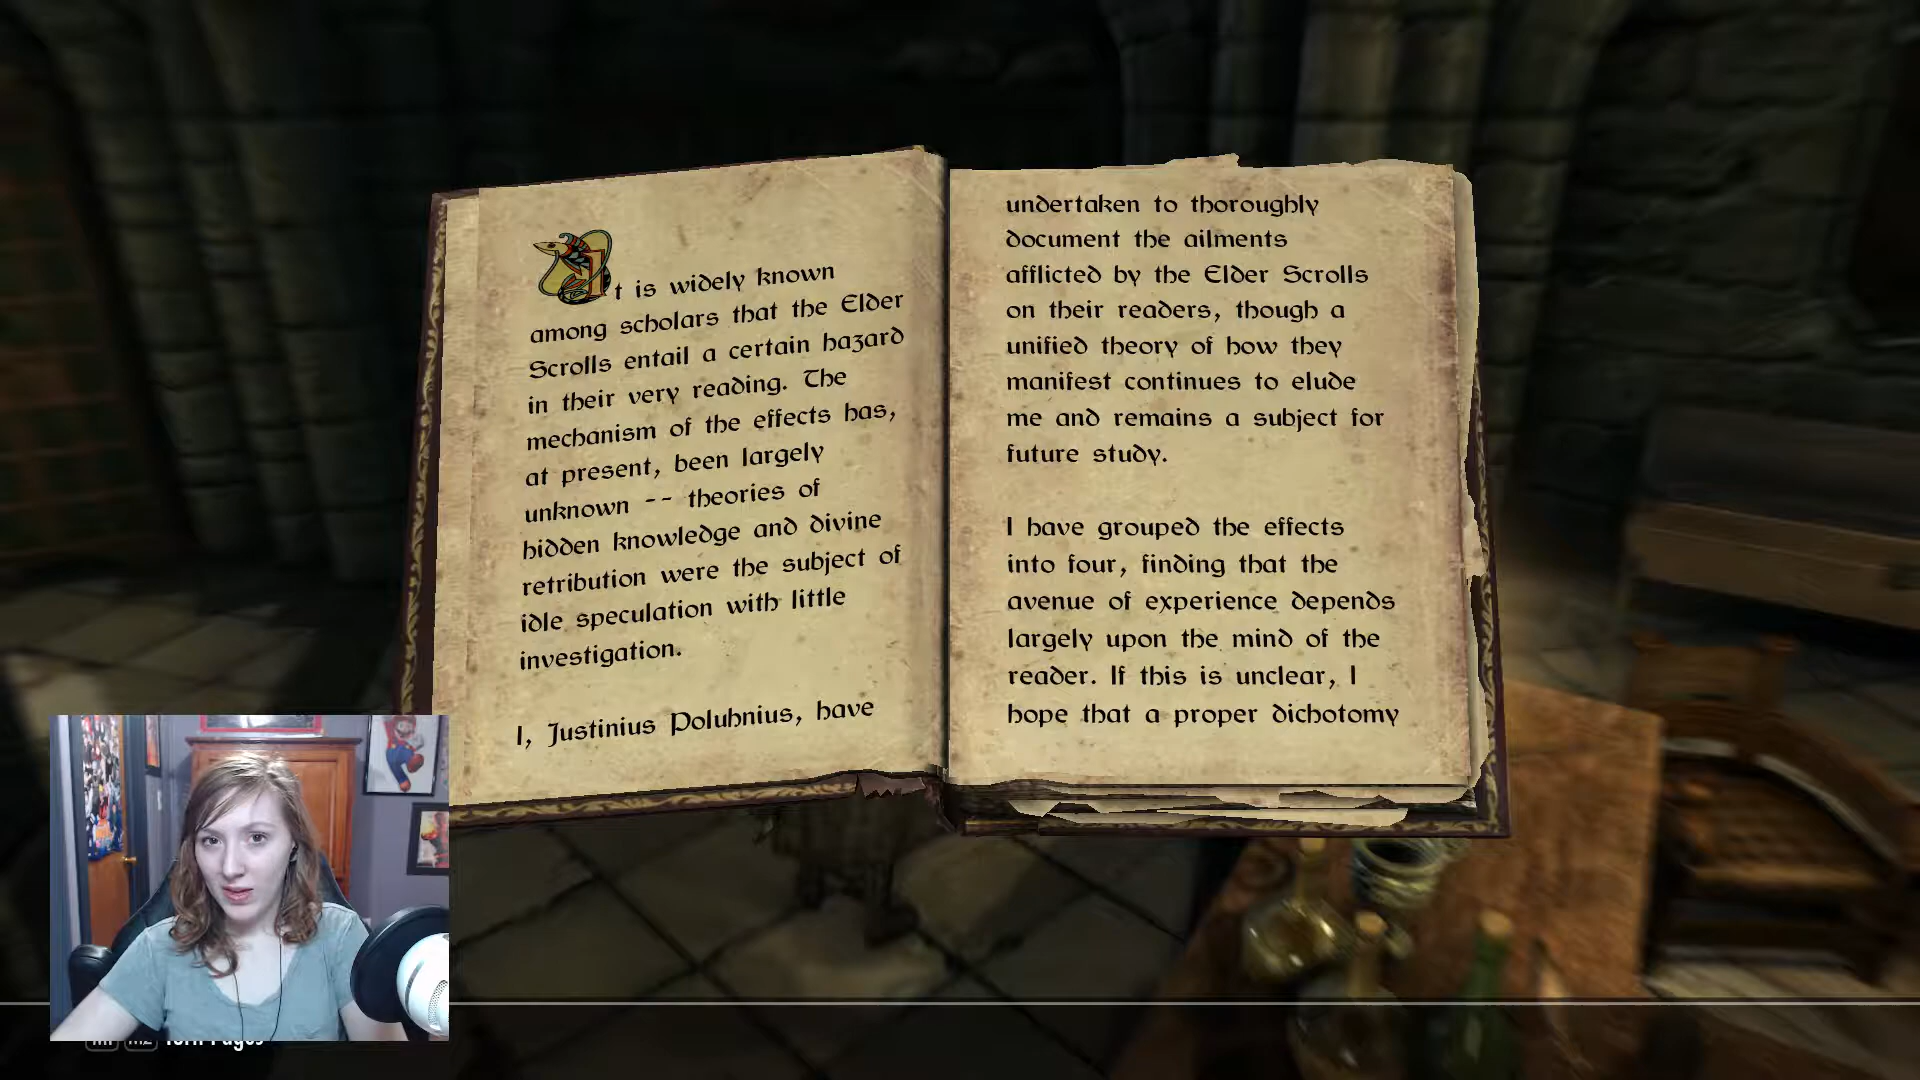 It is widely known
among scholars that the Elder
Scrolls entail a certain hazard
in their very reading. The
mechanism of the effects has,
at present, been largely
unknown -- theories of
hidden knowledge and divine
retribution were the subject of
idle speculation with little
investigation.
I, Justinius Poluhnius, have
undertaken to thoroughly
document the ailments
afflicted by the Elder Scrolls
on their readers, though a
unified theory of how they
manifest continues to elude
me and remains a subject for
future study.
I have grouped the effects
into four, finding that the
avenue of experience depends
largely upon the mind of the
reader. If this is unclear, I
hope that a proper dichotomy